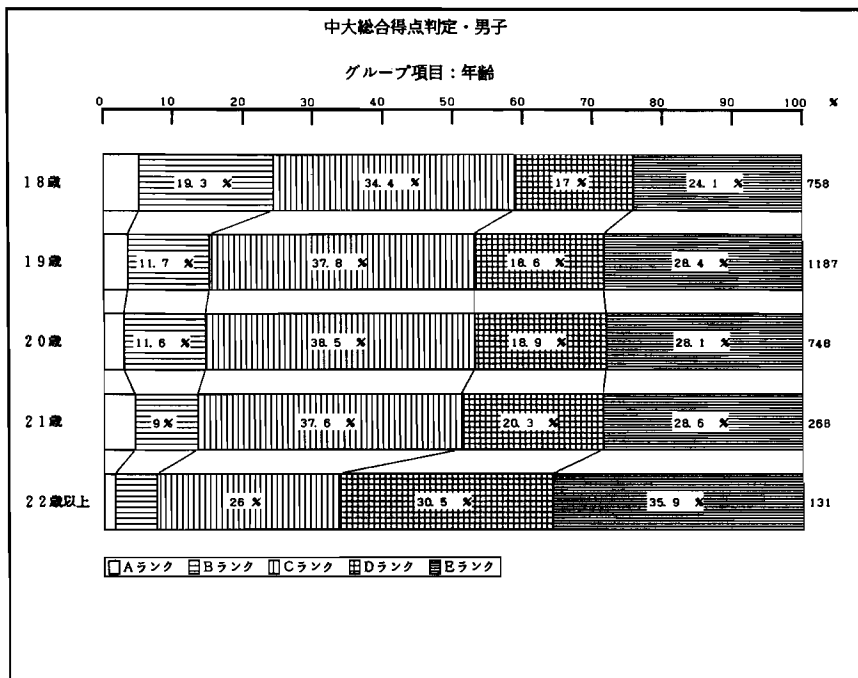 中大総合得点判定・男子
グループ項目：年齢
0 10 20 30 40 50 60 70 80 90 100 %
18歳 19.3 % 34.4 % 17 % 24.1 % 758
19歳 11.7 % 37.8 % 18.6 % 28.4 % 1187
20歳 11.6 % 38.5 % 18.9 % 28.1 % 748
21歳 9 % 37.6 % 20.3 % 28.6 % 268
22歳以上 26 % 30.5 % 35.9 % 131
Aランク Bランク Cランク Dランク Eランク